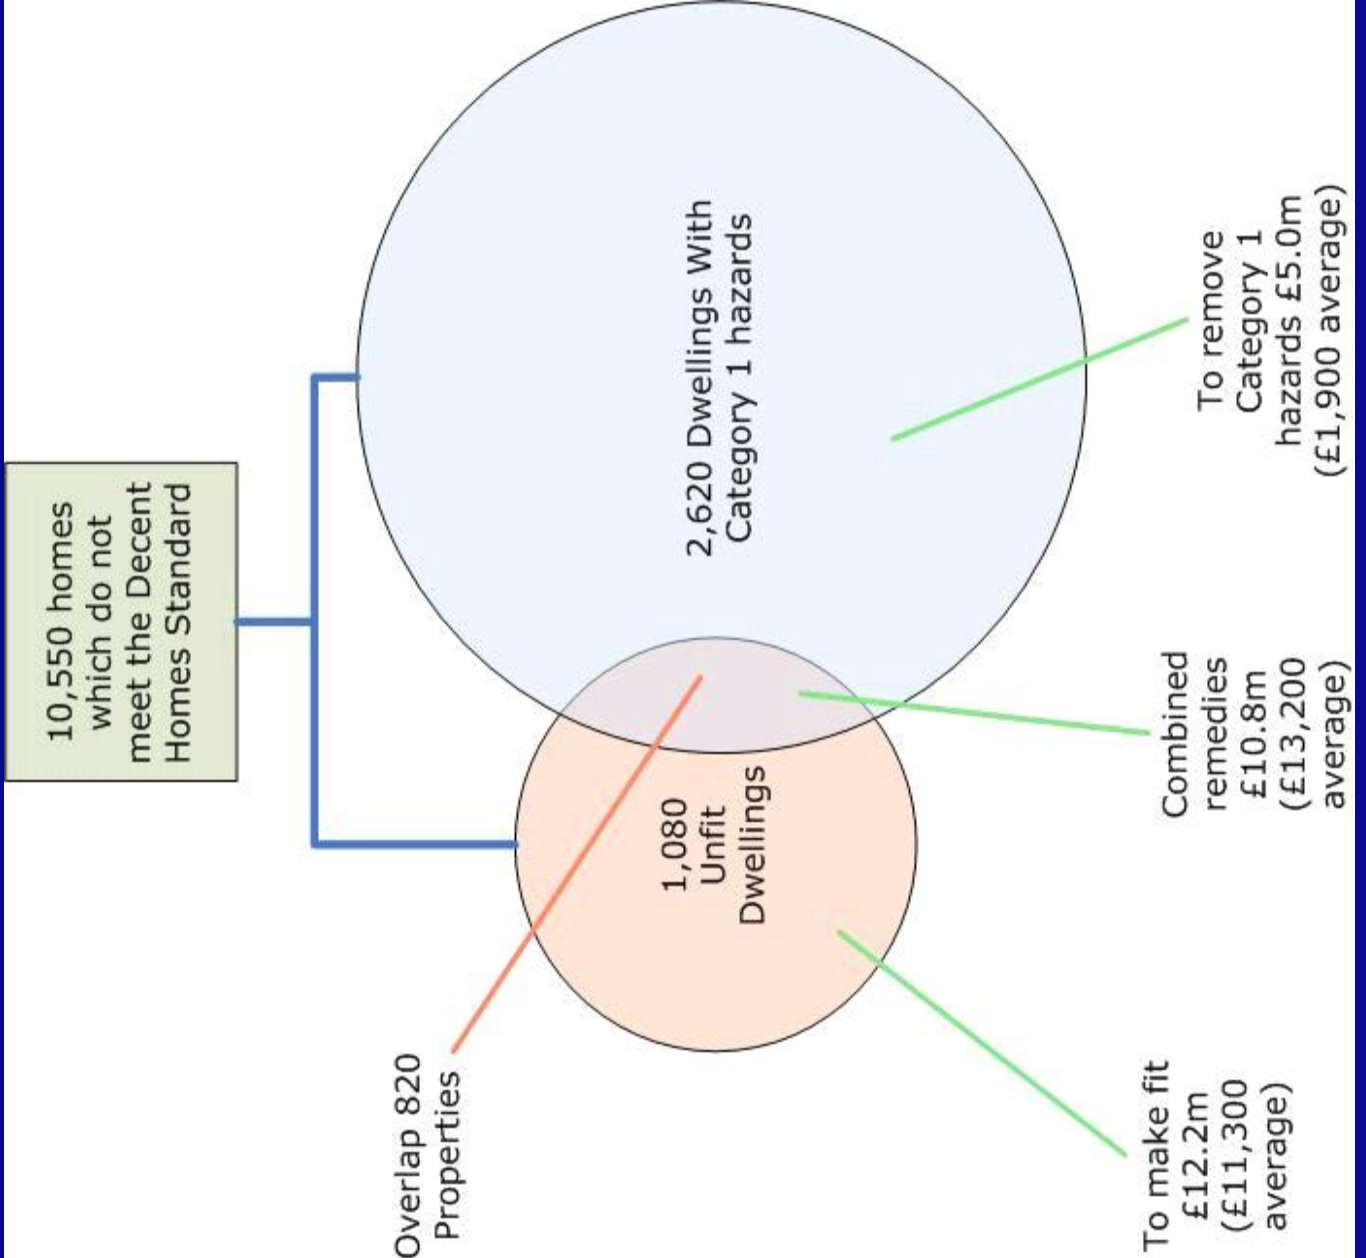 10,550 homes
which do not
meet the Decent
Homes Standard
Overlap 820
Properties
1,080
Unfit
Dwellings
2,620 Dwellings With
Category 1 hazards
To make fit
£12.2m
(£11,300
average)
Combined
remedies
£10.8m
(£13,200
average)
To remove
Category 1
hazards £5.0m
(£1,900 average)